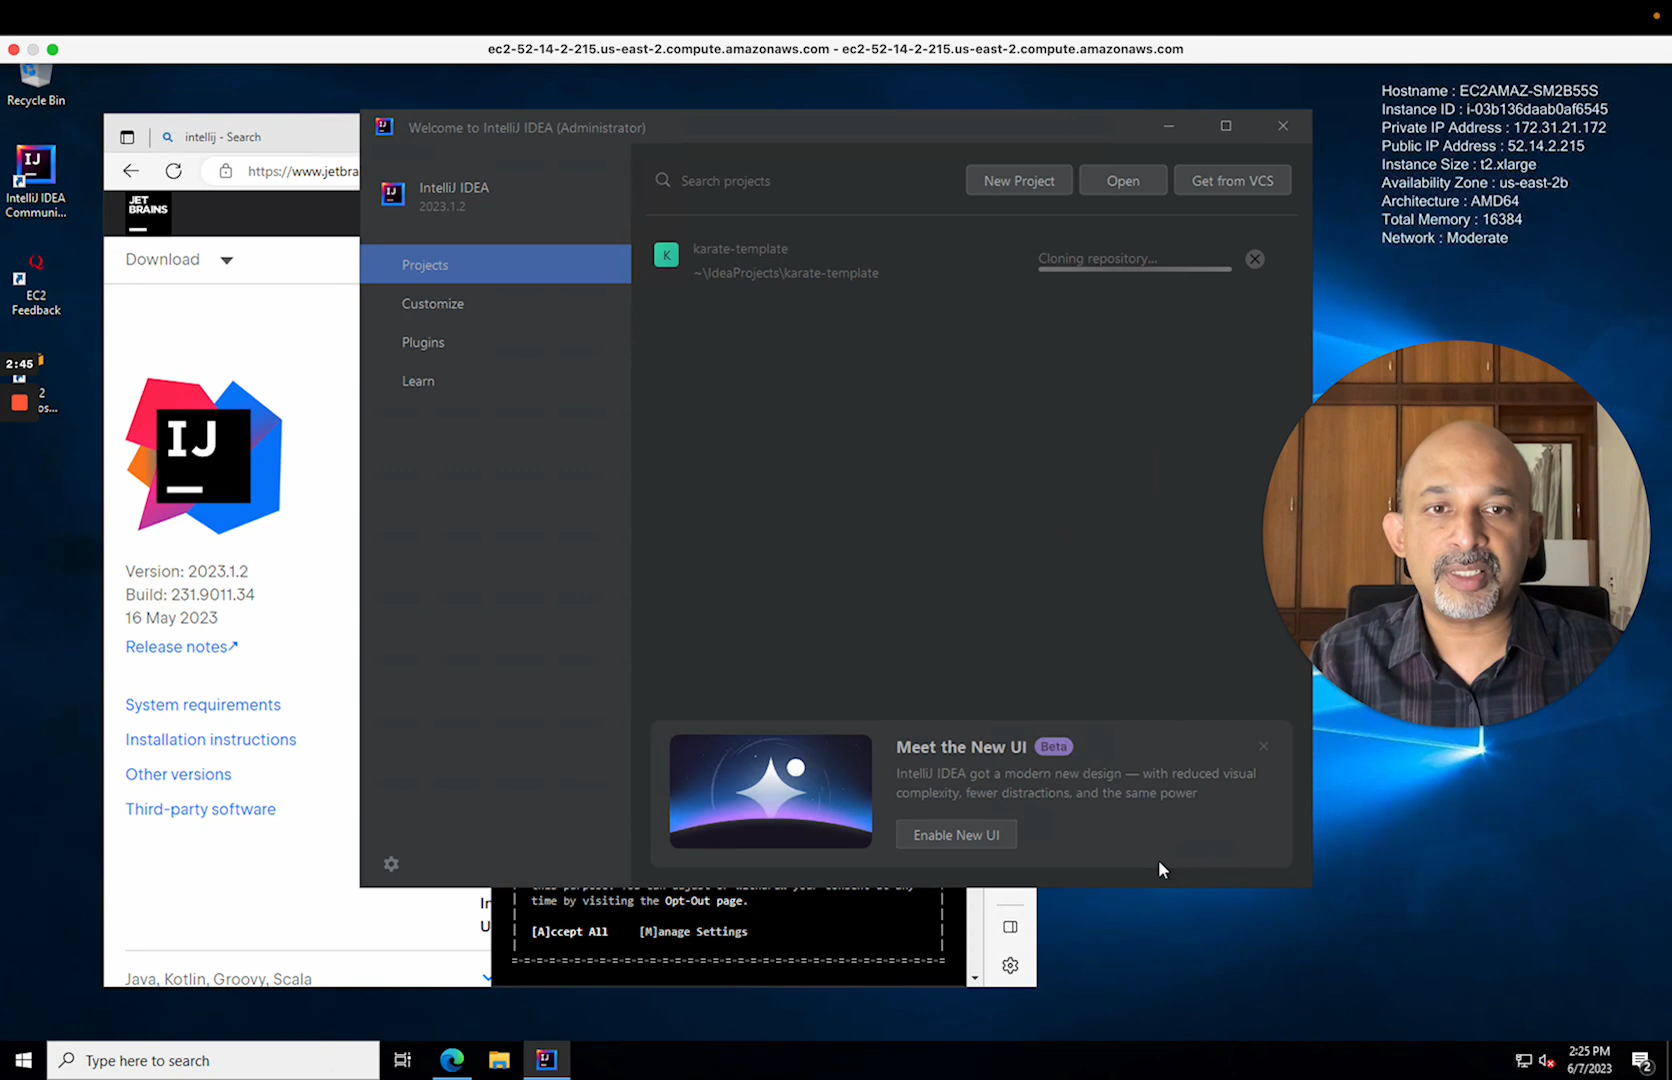 ec2-52-14-2-215.us-east-2.compute.amazonaws.com - ec2-52-14-2-215.us-east-2.compute.amazonaws.com
Recycle Bin
IJ
IntelliJ IDEA
Communi...
EC2
Feedback
2:45
2
os...
intellij - Search
https://www.jetbra
JET
BRAINS
Download
IJ
Version: 2023.1.2
Build: 231.9011.34
16 May 2023
Release notes↗
System requirements
Installation instructions
Other versions
Third-party software
Java, Kotlin, Groovy, Scala
In
U
Welcome to IntelliJ IDEA (Administrator)
IntelliJ IDEA
2023.1.2
Projects
Customize
Plugins
Learn
Search projects
New Project
Open
Get from VCS
K
karate-template
~\IdeaProjects\karate-template
Cloning repository...
Meet the New UI Beta
IntelliJ IDEA got a modern new design — with reduced visual
complexity, fewer distractions, and the same power
Enable New UI
time by visiting the Opt-Out page.
[A]ccept All [M]anage Settings
Hostname : EC2AMAZ-SM2B55S
Instance ID : i-03b136daab0af6545
Private IP Address : 172.31.21.172
Public IP Address : 52.14.2.215
Instance Size : t2.xlarge
Availability Zone : us-east-2b
Architecture : AMD64
Total Memory : 16384
Network : Moderate
Type here to search
2:25 PM
6/7/2023
2